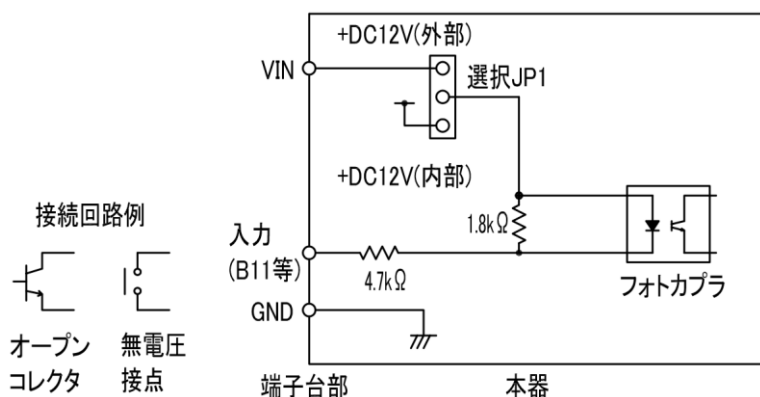 +DC12V(外部)
VIN
選択JP1
+DC12V(内部)
接続回路例
1.8kΩ
入力
(B11等)
4.7kΩ
フォトカプラ
GND
オープン
コレクタ
無電圧
接点
端子台部
本器